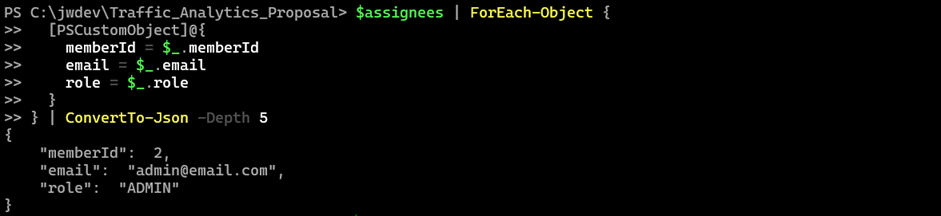 PS C:\jwdev\Traffic_Analytics_Proposal> $assignees | ForEach-Object {
>>   [PSCustomObject]@{
>>     memberId = $_.memberId
>>     email = $_.email
>>     role = $_.role
>>   }
>> } | ConvertTo-Json -Depth 5
{
    "memberId":  2,
    "email":  "admin@email.com",
    "role":  "ADMIN"
}